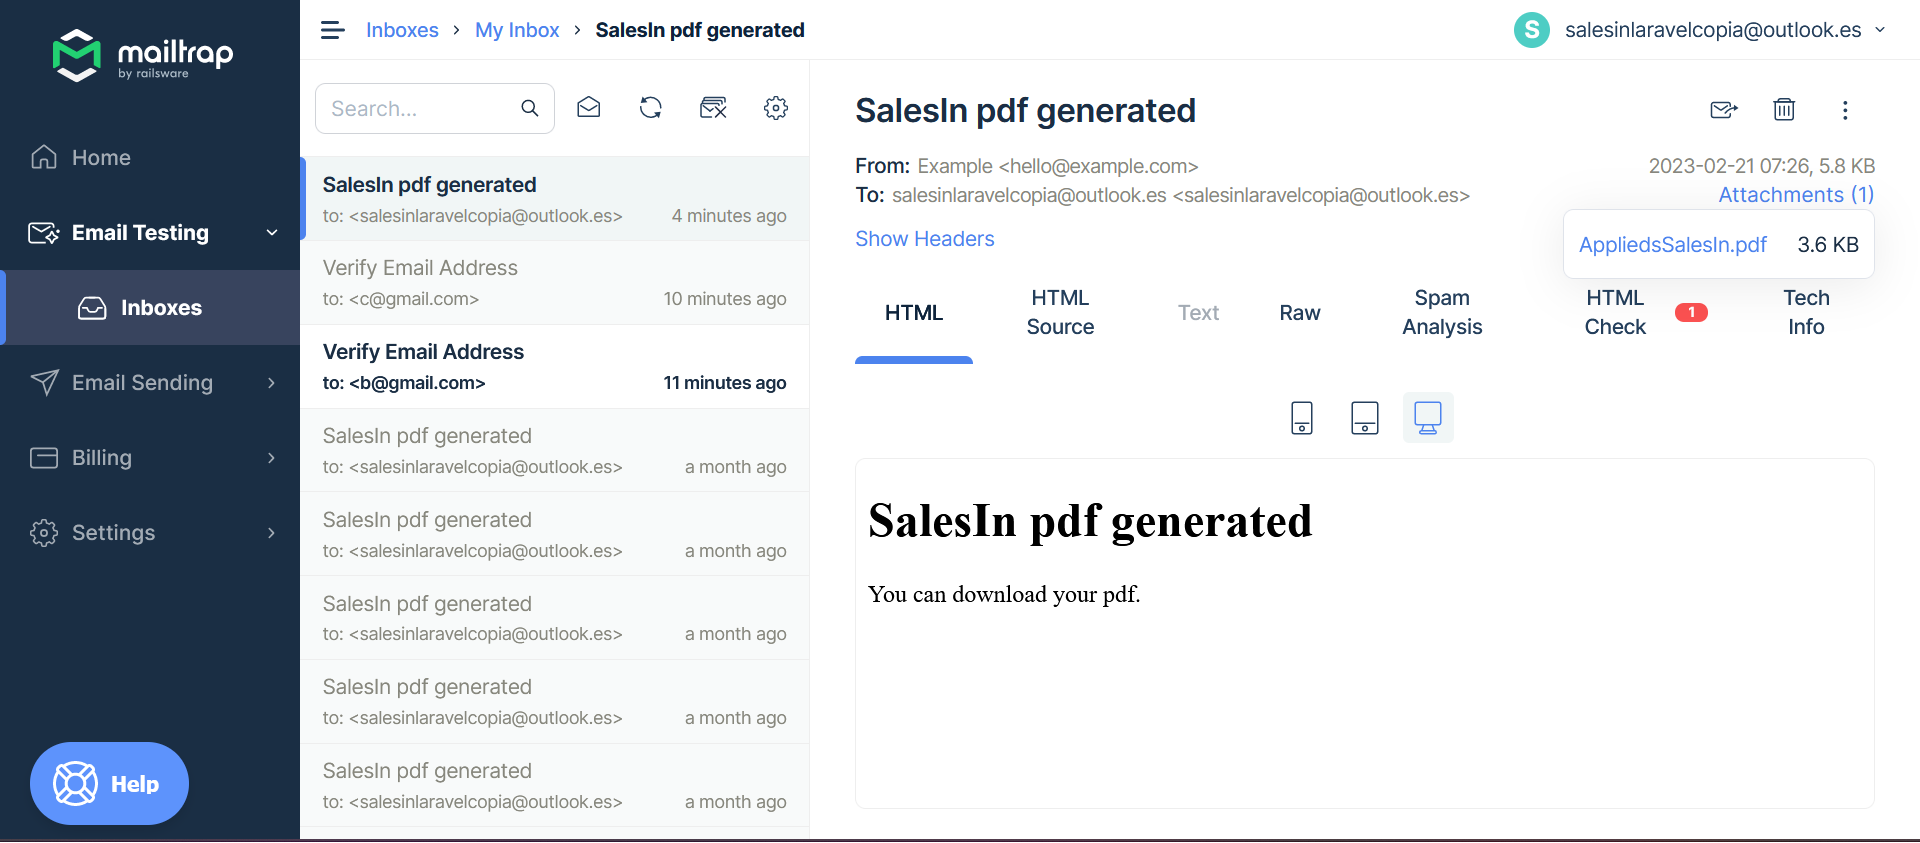 mailtrap
by railsware
Home
Email Testing
Inboxes
Email Sending
Billing
Settings
Help
Inboxes > My Inbox > SalesIn pdf generated
S salesinlaravelcopia@outlook.es
Search...
SalesIn pdf generated
to: <salesinlaravelcopia@outlook.es> 4 minutes ago
Verify Email Address
to: <c@gmail.com> 10 minutes ago
Verify Email Address
to: <b@gmail.com> 11 minutes ago
SalesIn pdf generated
to: <salesinlaravelcopia@outlook.es> a month ago
SalesIn pdf generated
to: <salesinlaravelcopia@outlook.es> a month ago
SalesIn pdf generated
to: <salesinlaravelcopia@outlook.es> a month ago
SalesIn pdf generated
to: <salesinlaravelcopia@outlook.es> a month ago
SalesIn pdf generated
to: <salesinlaravelcopia@outlook.es> a month ago
SalesIn pdf generated
From: Example <hello@example.com> 2023-02-21 07:26, 5.8 KB
To: salesinlaravelcopia@outlook.es <salesinlaravelcopia@outlook.es> Attachments (1)
Show Headers
AppliedsSalesIn.pdf 3.6 KB
HTML
HTML
Source
Text
Raw
Spam
Analysis
HTML
Check
1
Tech
Info
SalesIn pdf generated
You can download your pdf.